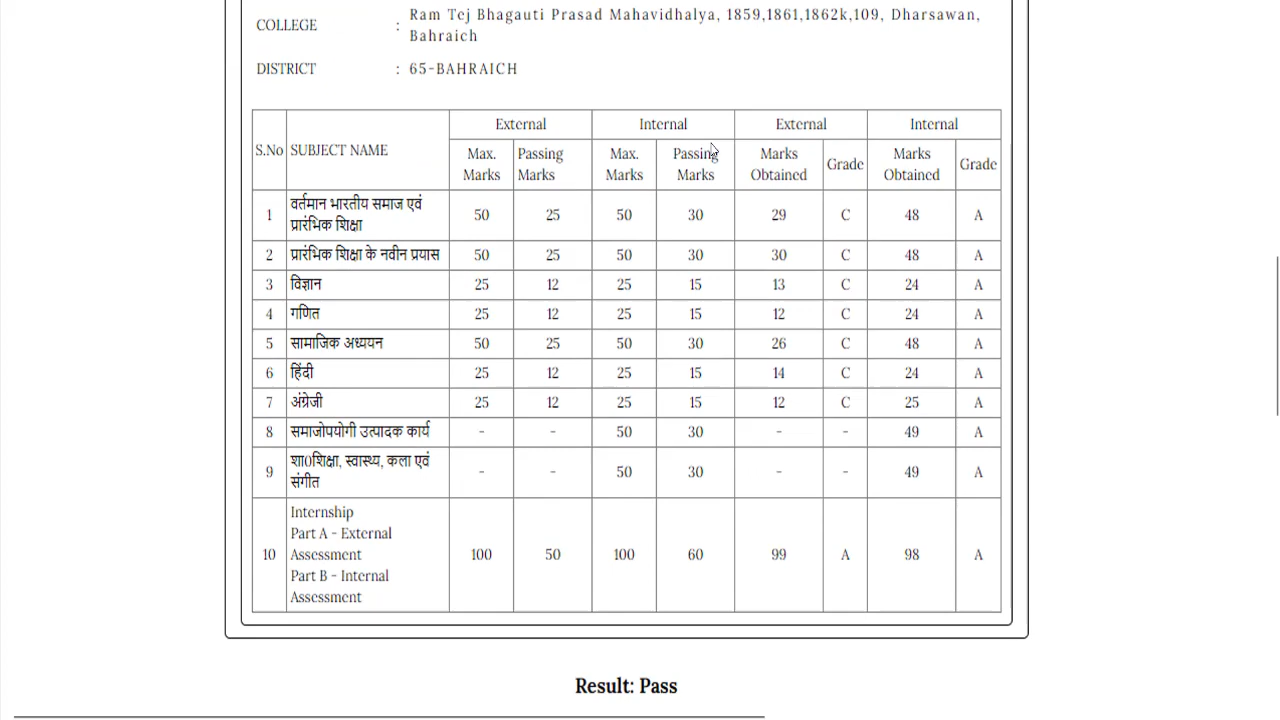 COLLEGE : Ram Tej Bhagauti Prasad Mahavidhalya, 1859,1861,1862k,109, Dharsawan,
Bahraich
DISTRICT : 65-BAHRAICH
S.No SUBJECT NAME External Internal External Internal
Max. Marks Passing Marks Max. Marks Passing Marks Marks Obtained Grade Marks Obtained Grade
1 वर्तमान भारतीय समाज एवं 50 25 50 30 29 C 48 A
प्रारंभिक शिक्षा
2 प्रारंभिक शिक्षा के नवीन प्रयास 50 25 50 30 30 C 48 A
3 विज्ञान 25 12 25 15 13 C 24 A
4 गणित 25 12 25 15 12 C 24 A
5 सामाजिक अध्ययन 50 25 50 30 26 C 48 A
6 हिंदी 25 12 25 15 14 C 24 A
7 अंग्रेजी 25 12 25 15 12 C 25 A
8 समाजोपयोगी उत्पादक कार्य - - 50 30 - - 49 A
9 शा0शिक्षा, स्वास्थ्य, कला एवं - - 50 30 - - 49 A
संगीत
Internship
Part A - External
10 Assessment 100 50 100 60 99 A 98 A
Part B - Internal
Assessment
Result: Pass